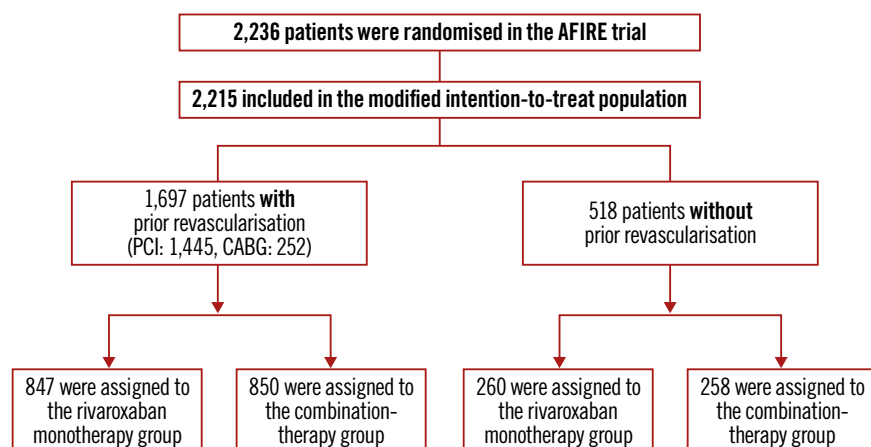 2,236 patients were randomised in the AFIRE trial
2,215 included in the modified intention-to-treat population
1,697 patients with
prior revascularisation
(PCI: 1,445, CABG: 252)
518 patients without
prior revascularisation
847 were assigned to
the rivaroxaban
monotherapy group
850 were assigned to
the combination-
therapy group
260 were assigned to
the rivaroxaban
monotherapy group
258 were assigned to
the combination-
therapy group